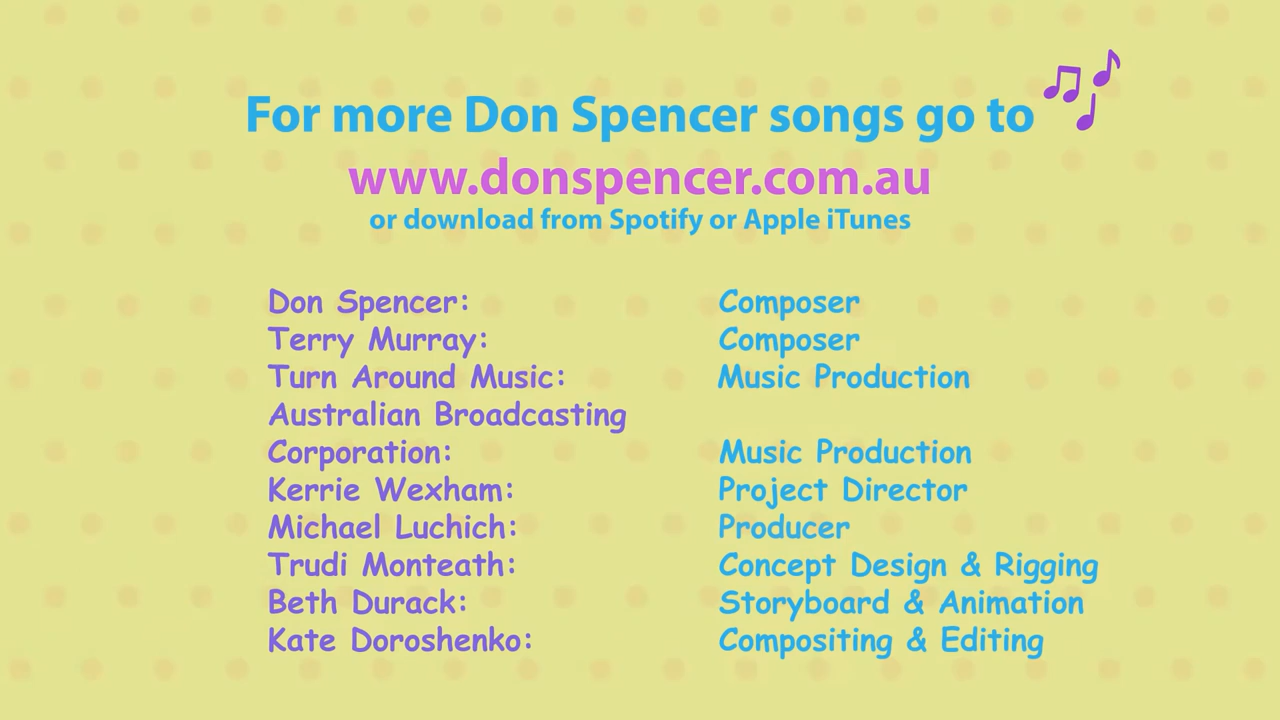 For more Don Spencer songs go to
www.donspencer.com.au
or download from Spotify or Apple iTunes
Don Spencer: Composer
Terry Murray: Composer
Turn Around Music: Music Production
Australian Broadcasting
Corporation: Music Production
Kerrie Wexham: Project Director
Michael Luchich: Producer
Trudi Monteath: Concept Design & Rigging
Beth Durack: Storyboard & Animation
Kate Doroshenko: Compositing & Editing